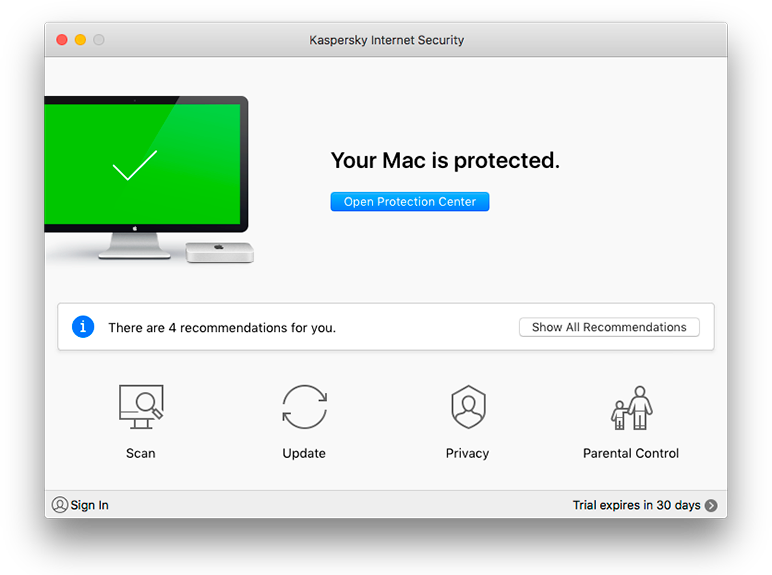 Kaspersky Internet Security
Your Mac is protected.
Open Protection Center
i
There are 4 recommendations for you.
Show All Recommendations
Scan
Update
Privacy
Parental Control
Sign In
Trial expires in 30 days